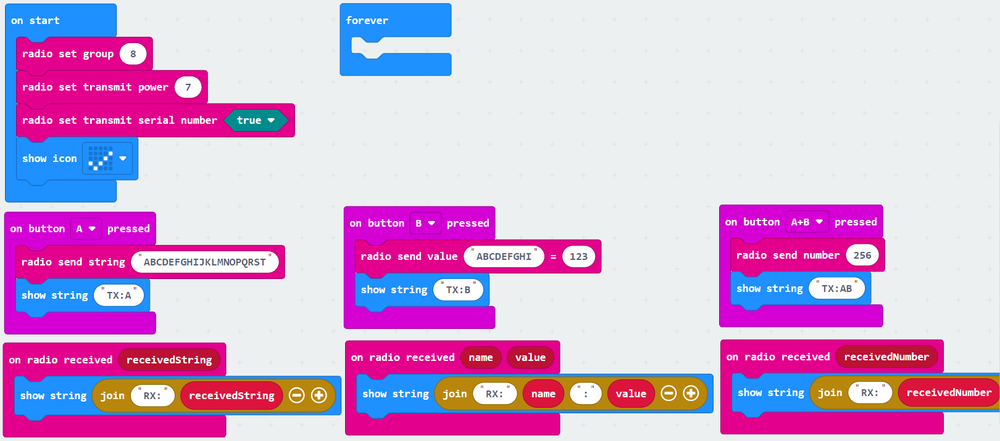 on start
radio set group 8
radio set transmit power 7
radio set transmit serial number true
show icon
forever
on button A pressed
radio send string "ABCDEFGHIJKLMNOPQRST"
show string "TX:A"
on button B pressed
radio send value "ABCDEFGHI" = 123
show string "TX:B"
on button A+B pressed
radio send number 256
show string "TX:AB"
on radio received receivedString
show string join "RX:" receivedString
on radio received name value
show string join "RX:" name ":" value
on radio received receivedNumber
show string join "RX:" receivedNumber